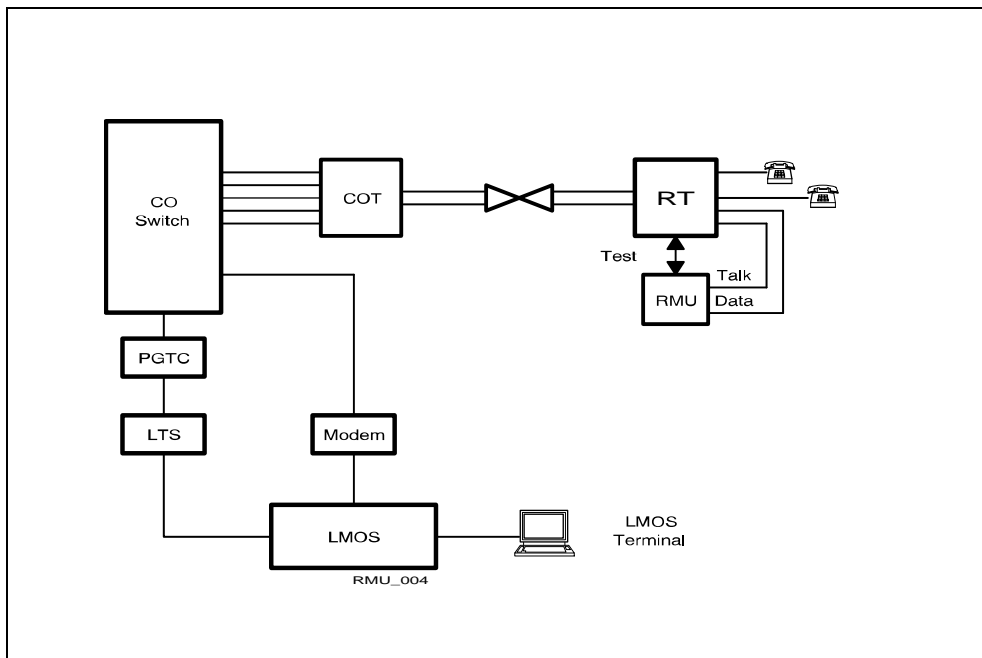 CO
Switch
COT
RT
Test
Talk
RMU
Data
PGTC
LTS
Modem
LMOS
LMOS
Terminal
RMU_004